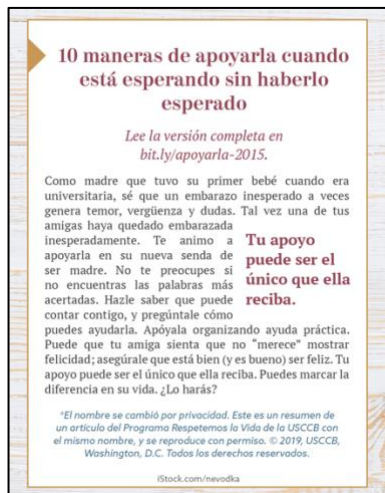 10 maneras de apoyarla cuando
está esperando sin haberlo
esperado
Lee la versión completa en
bit.ly/apoyarla-2015.
Como madre que tuvo su primer bebé cuando era
universitaria, sé que un embarazo inesperado a veces
genera temor, vergüenza y dudas. Tal vez una de tus
amigas haya quedado embarazada
inesperadamente. Te animo a
apoyarla en su nueva senda de
ser madre. No te preocupes si
no encuentras las palabras más
acertadas. Hazle saber que puede
contar contigo, y pregúntale cómo
Tu apoyo
puede ser el
único que ella
reciba.
puedes ayudarla. Apóyala organizando ayuda práctica.
Puede que tu amiga sienta que no “merece” mostrar
felicidad; asegúrale que está bien (y es bueno) ser feliz. Tu
apoyo puede ser el único que ella reciba. Puedes marcar la
diferencia en su vida. ¿Lo harás?
*El nombre se cambió por privacidad. Este es un resumen de
un artículo del Programa Respetemos la Vida de la USCCB con
el mismo nombre, y se reproduce con permiso. © 2019, USCCB,
Washington, D.C. Todos los derechos reservados.
iStock.com/nevodka